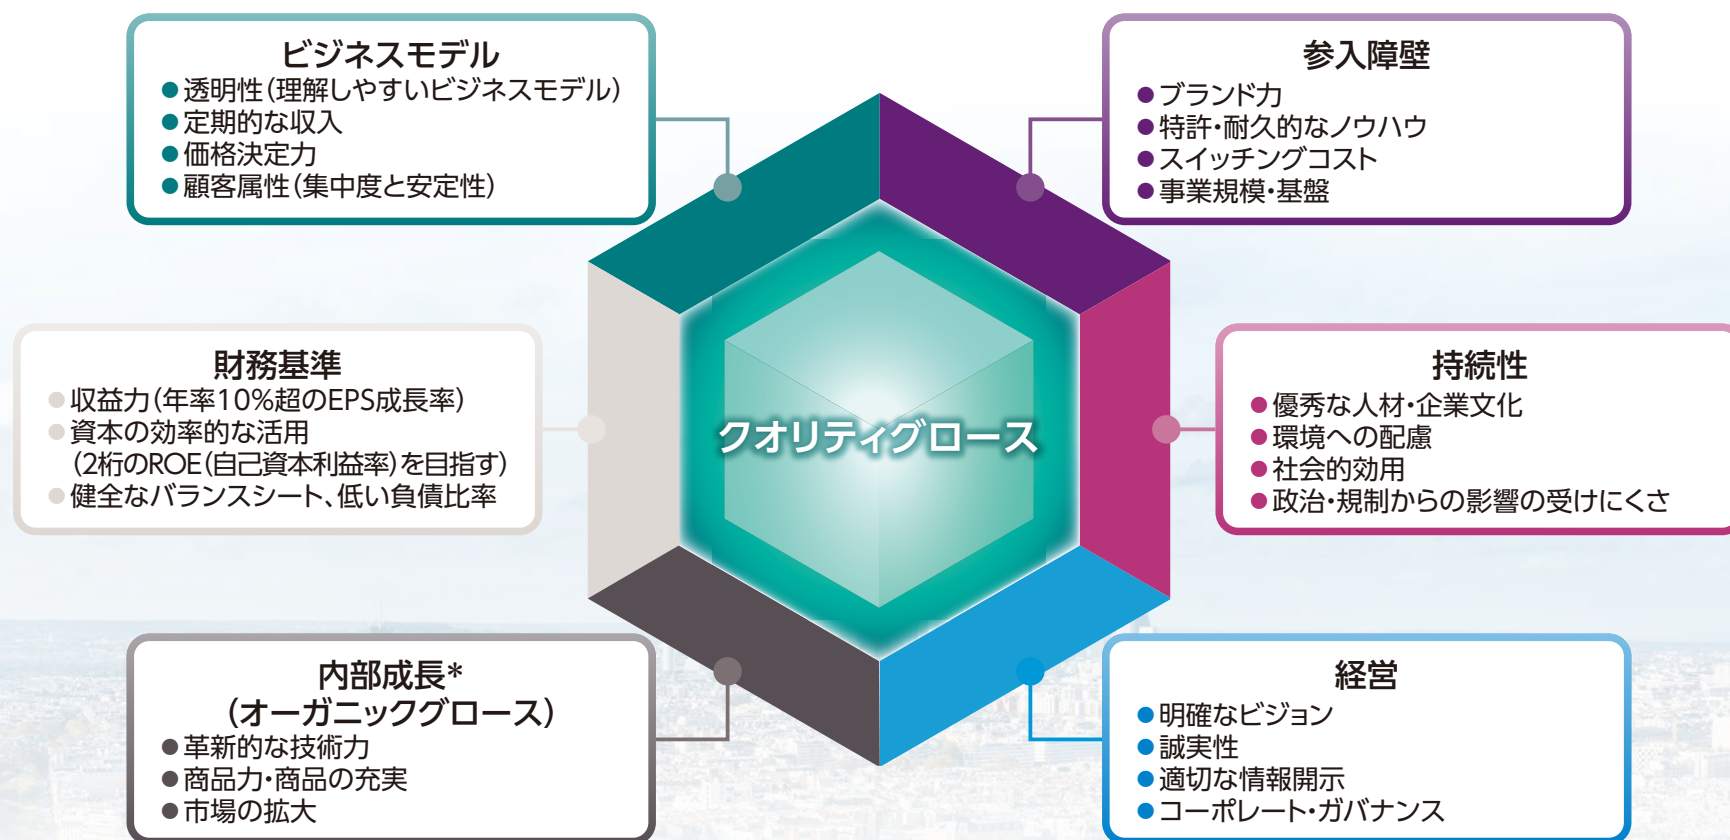 ビジネスモデル
●透明性(理解しやすいビジネスモデル)
●定期的な収入
●価格決定力
●顧客属性(集中度と安定性)
参入障壁
●ブランド力
●特許・耐久的なノウハウ
●スイッチングコスト
●事業規模・基盤
財務基準
●収益力(年率10%超のEPS成長率)
●資本の効率的な活用
(2桁のROE(自己資本利益率)を目指す)
●健全なバランスシート、低い負債比率
クオリティグロース
持続性
●優秀な人材・企業文化
●環境への配慮
●社会的効用
●政治・規制からの影響の受けにくさ
内部成長*
(オーガニックグロース)
●革新的な技術力
●商品力・商品の充実
●市場の拡大
経営
●明確なビジョン
●誠実性
●適切な情報開示
●コーポレート・ガバナンス